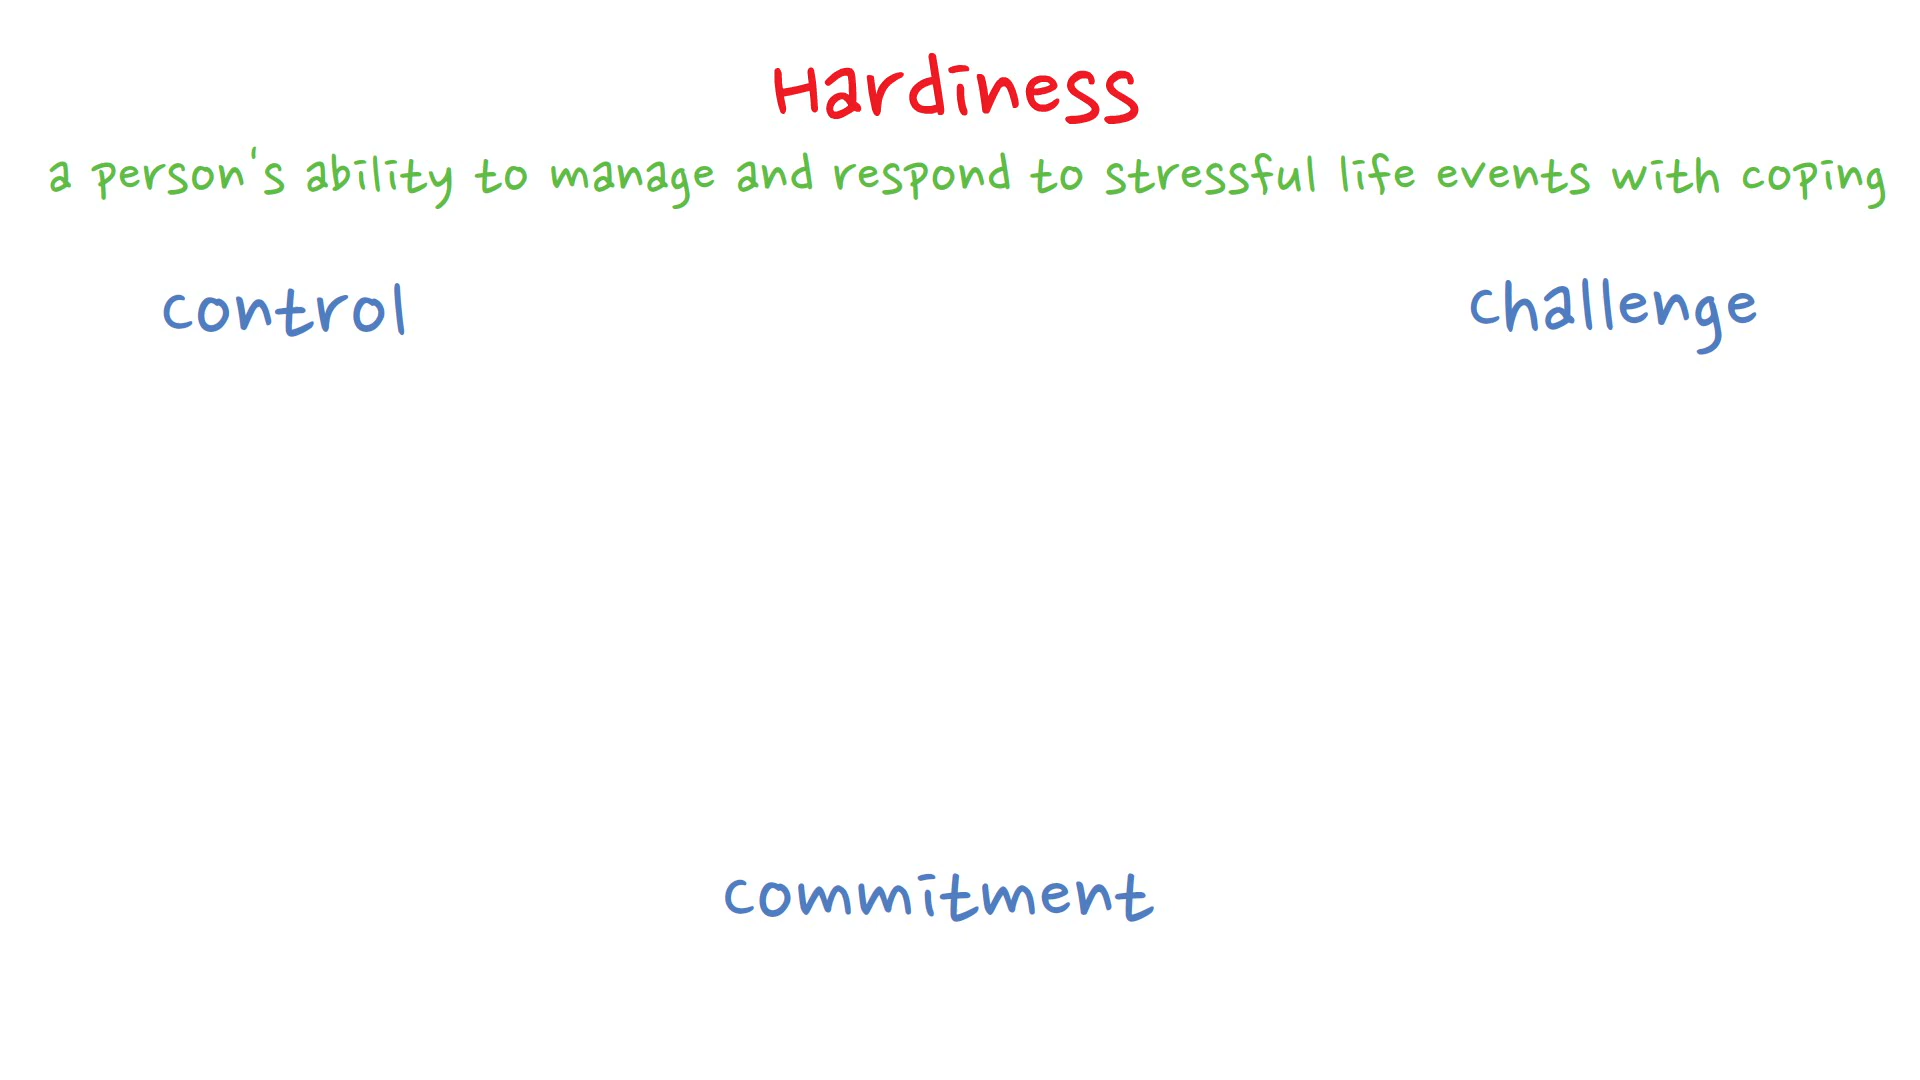 Hardiness
a person's ability to manage and respond to stressful life events with coping
control
challenge
commitment